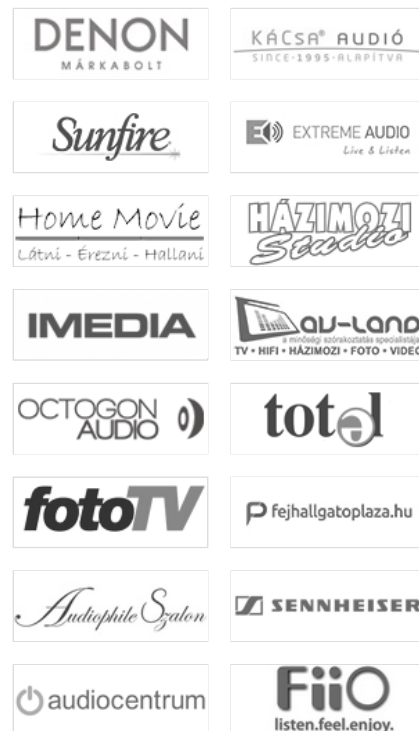 DENON
MÁRKABOLT
KÁCSA® AUDIÓ
SINCE·1995·ALAPÍTVA
Sunfire
EXTREME AUDIO
Live & Listen
Home Movie
Látni - Érezni - Hallani
HÁZIMOZI
Studio
IMEDIA
av-land
a minőségi szórakoztatás specialistája
TV • HIFI • HÁZIMOZI • FOTO • VIDEO
OCTOGON
AUDIO
totel
fotoTV
fejhallgatoplaza.hu
Audiophile Szalon
SENNHEISER
audiocentrum
FiiO
listen.feel.enjoy.